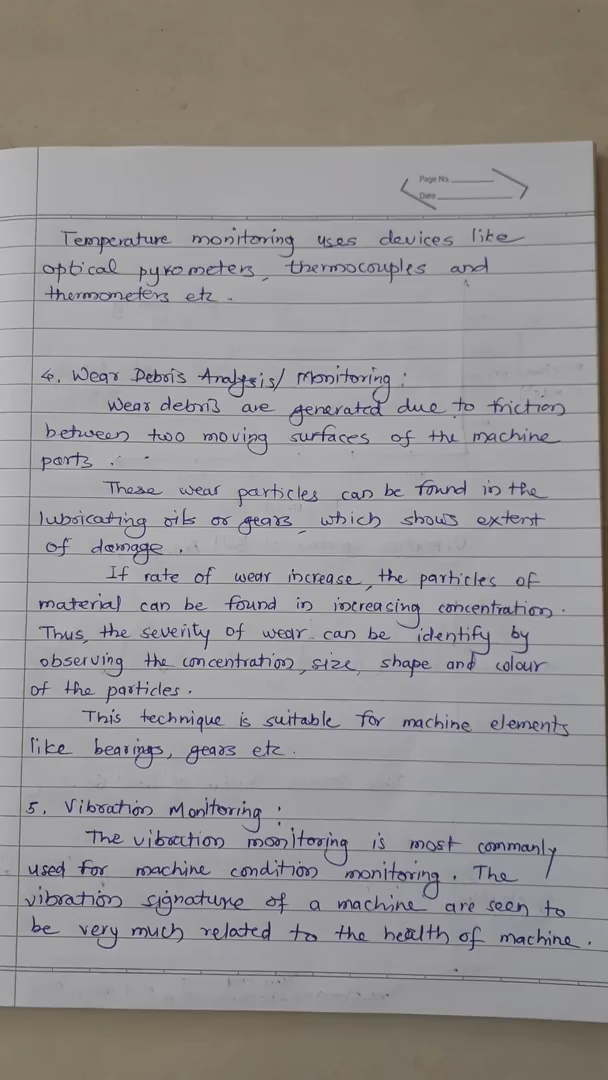 Page No.
Date
Temperature monitoring uses devices like
optical pyrometers, thermocouples and
thermometers etc.
4. Wear Debris Analysis/ Monitoring :
Wear debris are generated due to friction
between two moving surfaces of the machine
parts.
These wear particles can be found in the
lubricating oils or gears, which shows extent
of damage.
If rate of wear increase, the particles of
material can be found in increasing concentration.
Thus, the severity of wear can be identify by
observing the concentration, size, shape and colour
of the particles.
This technique is suitable for machine elements
like bearings, gears etc.
5. Vibration Monitoring :
The vibration monitoring is most commanly
used for machine condition monitoring. The
vibration signature of a machine are seen to
be very much related to the health of machine.